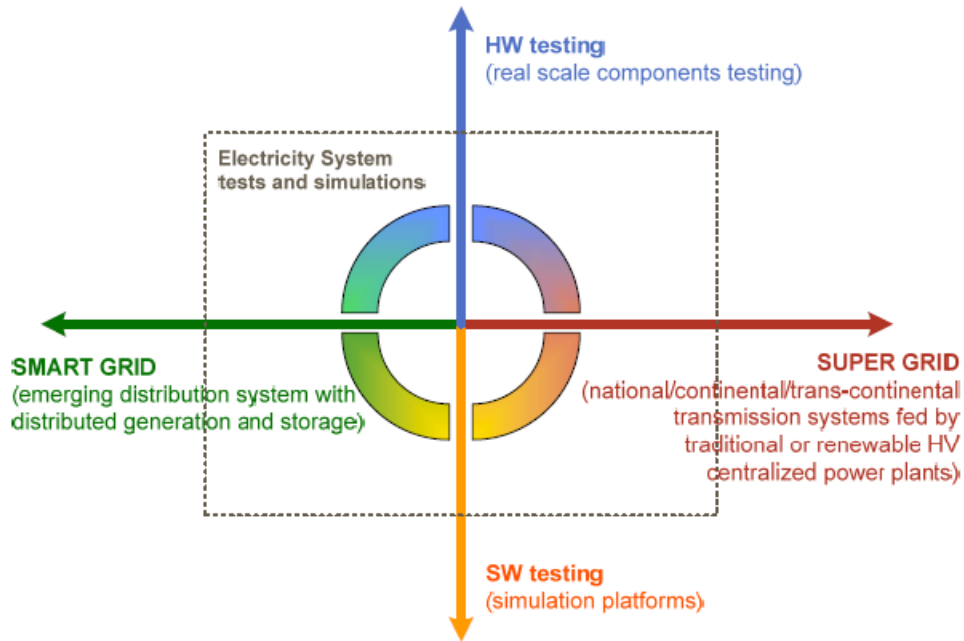 HW testing
(real scale components testing)
Electricity System
tests and simulations
SMART GRID
(emerging distribution system with
distributed generation and storage)
SUPER GRID
(national/continental/trans-continental
transmission systems fed by
traditional or renewable HV
centralized power plants)
SW testing
(simulation platforms)